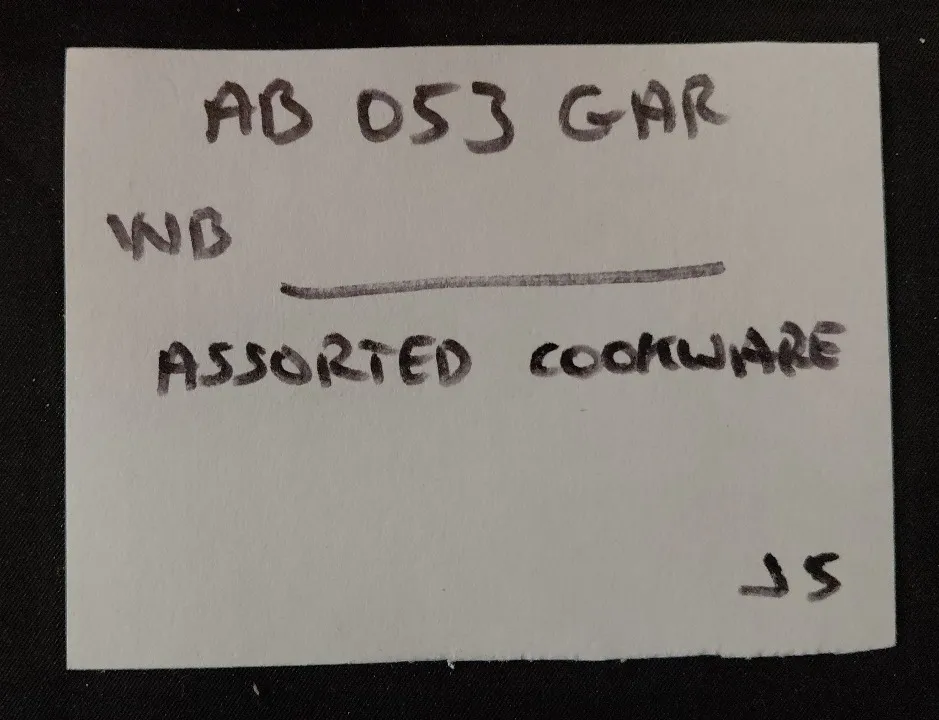 AB 053 GAR
WB
ASSORTED COOKWARE
JS